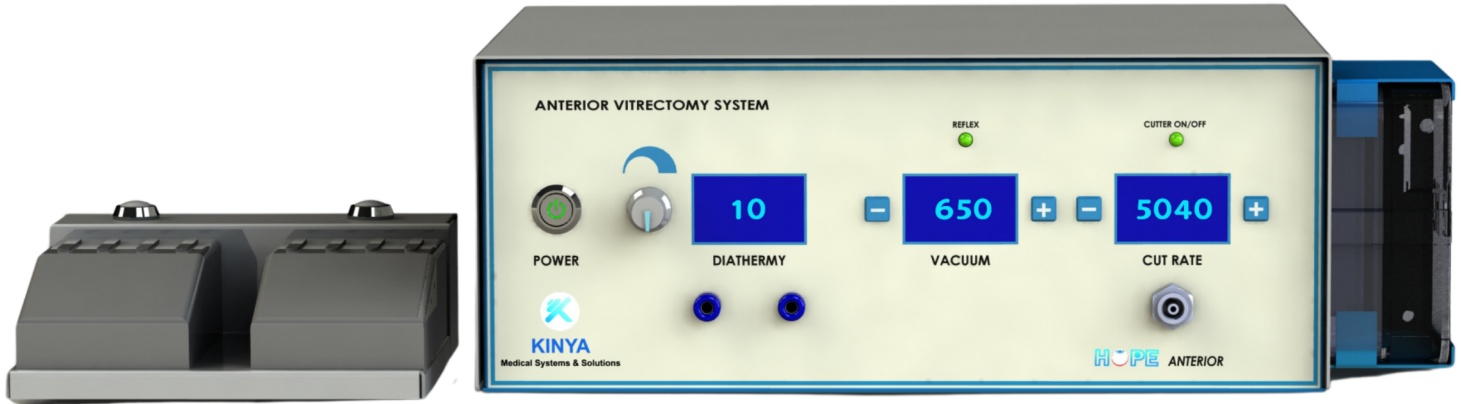 ANTERIOR VITRECTOMY SYSTEM
REFLEX
CUTTER ON/OFF
10
650
5040
POWER
DIATHERMY
VACUUM
CUT RATE
KINYA
Medical Systems & Solutions
HOPE ANTERIOR